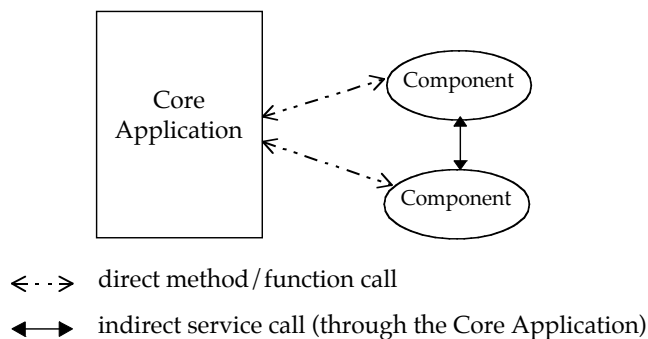 Core
Application
Component
Component
direct method/function call
indirect service call (through the Core Application)